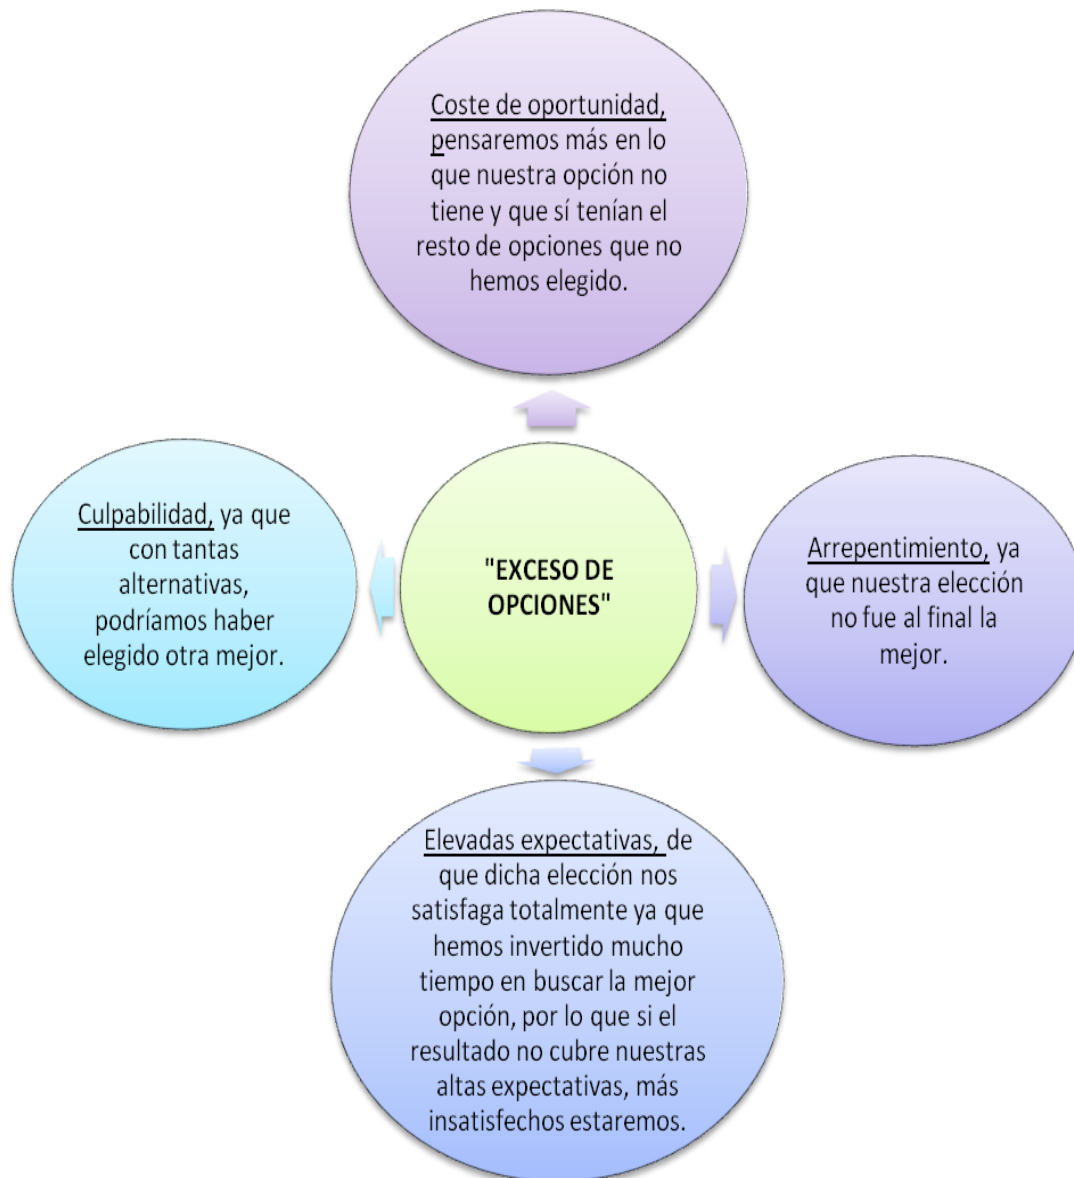 Coste de oportunidad,
pensaremos más en lo
que nuestra opción no
tiene y que sí tenían el
resto de opciones que no
hemos elegido.
Culpabilidad, ya que
con tantas
alternativas,
podríamos haber
elegido otra mejor.
"EXCESO DE
OPCIONES"
Arrepentimiento, ya
que nuestra elección
no fue al final la
mejor.
Elevadas expectativas, de
que dicha elección nos
satisfaga totalmente ya que
hemos invertido mucho
tiempo en buscar la mejor
opción, por lo que si el
resultado no cubre nuestras
altas expectativas, más
insatisfechos estaremos.